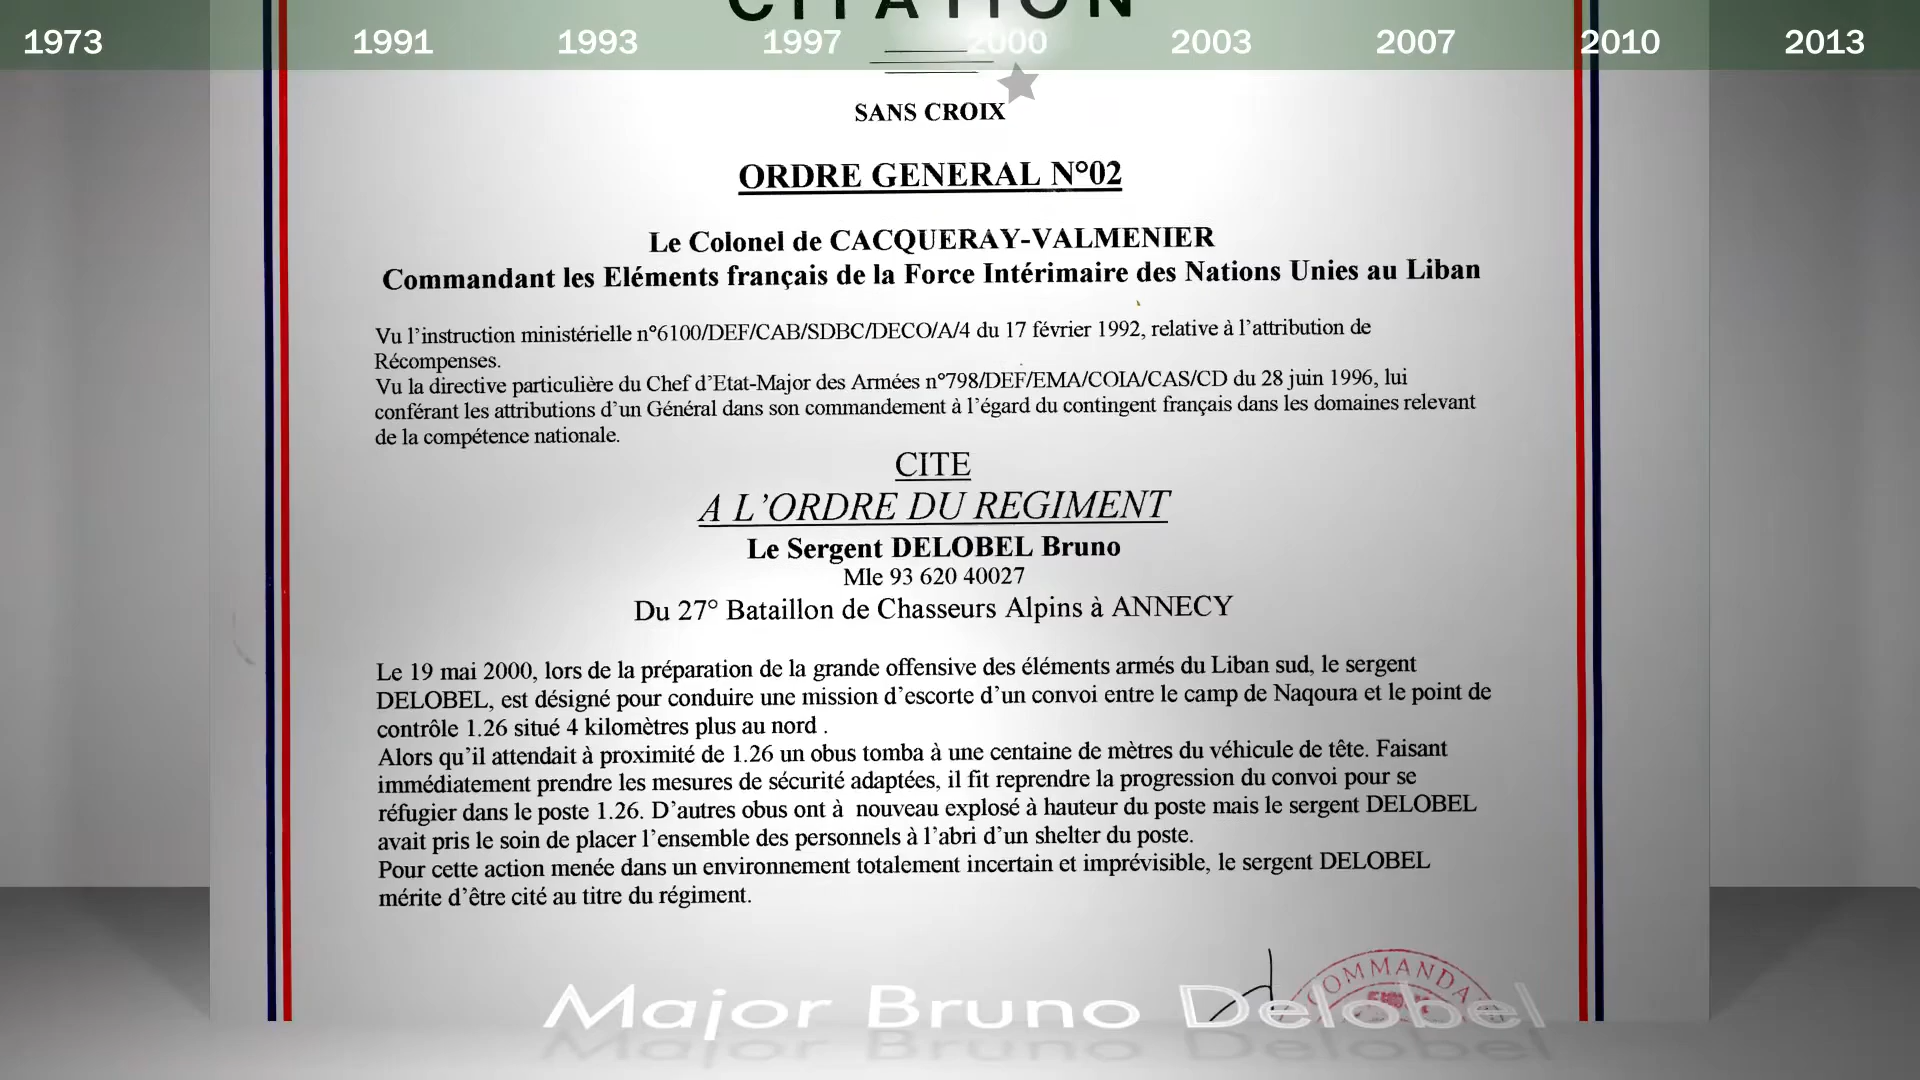 CITATION
1973 1991 1993 1997 2000 2003 2007 2010 2013
SANS CROIX
ORDRE GENERAL N°02
Le Colonel de CACQUERAY-VALMENIER
Commandant les Eléments français de la Force Intérimaire des Nations Unies au Liban
Vu l’instruction ministérielle n°6100/DEF/CAB/SDBC/DECO/A/4 du 17 février 1992, relative à l’attribution de
Récompenses.
Vu la directive particulière du Chef d’Etat-Major des Armées n°798/DEF/EMA/COIA/CAS/CD du 28 juin 1996, lui
conférant les attributions d’un Général dans son commandement à l’égard du contingent français dans les domaines relevant
de la compétence nationale.
CITE
A L’ORDRE DU REGIMENT
Le Sergent DELOBEL Bruno
Mle 93 620 40027
Du 27° Bataillon de Chasseurs Alpins à ANNECY
Le 19 mai 2000, lors de la préparation de la grande offensive des éléments armés du Liban sud, le sergent
DELOBEL, est désigné pour conduire une mission d’escorte d’un convoi entre le camp de Naqoura et le point de
contrôle 1.26 situé 4 kilomètres plus au nord .
Alors qu’il attendait à proximité de 1.26 un obus tomba à une centaine de mètres du véhicule de tête. Faisant
immédiatement prendre les mesures de sécurité adaptées, il fit reprendre la progression du convoi pour se
réfugier dans le poste 1.26. D’autres obus ont à nouveau explosé à hauteur du poste mais le sergent DELOBEL
avait pris le soin de placer l’ensemble des personnels à l’abri d’un shelter du poste.
Pour cette action menée dans un environnement totalement incertain et imprévisible, le sergent DELOBEL
mérite d’être cité au titre du régiment.
COMMANDA
Major Bruno Delobel